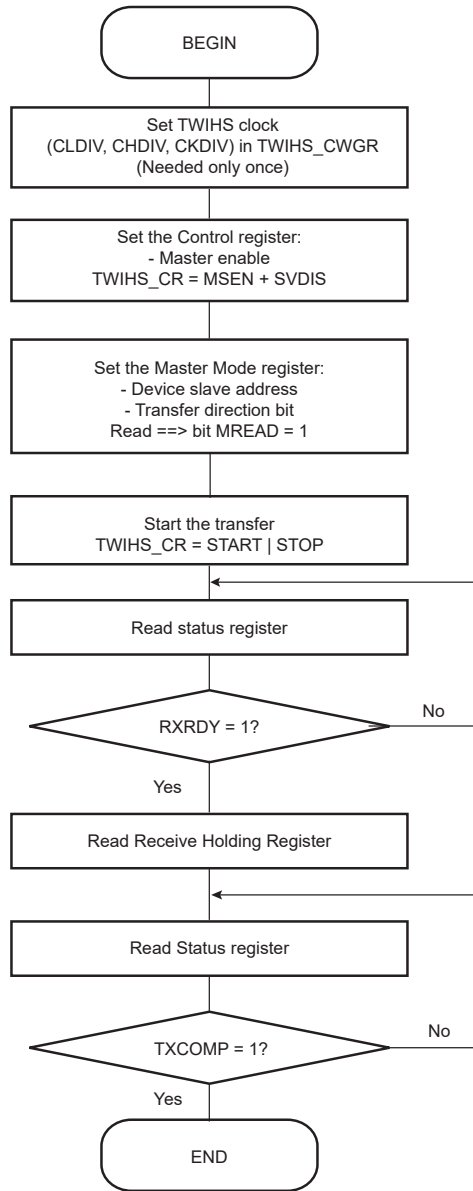 BEGIN
Set TWIHS clock
(CLDIV, CHDIV, CKDIV) in TWIHS_CWGR
(Needed only once)
Set the Control register:
- Master enable
TWIHS_CR = MSEN + SVDIS
Set the Master Mode register:
- Device slave address
- Transfer direction bit
Read ==> bit MREAD = 1
Start the transfer
TWIHS_CR = START | STOP
Read status register
RXRDY = 1?
No
Yes
Read Receive Holding Register
Read Status register
TXCOMP = 1?
No
Yes
END